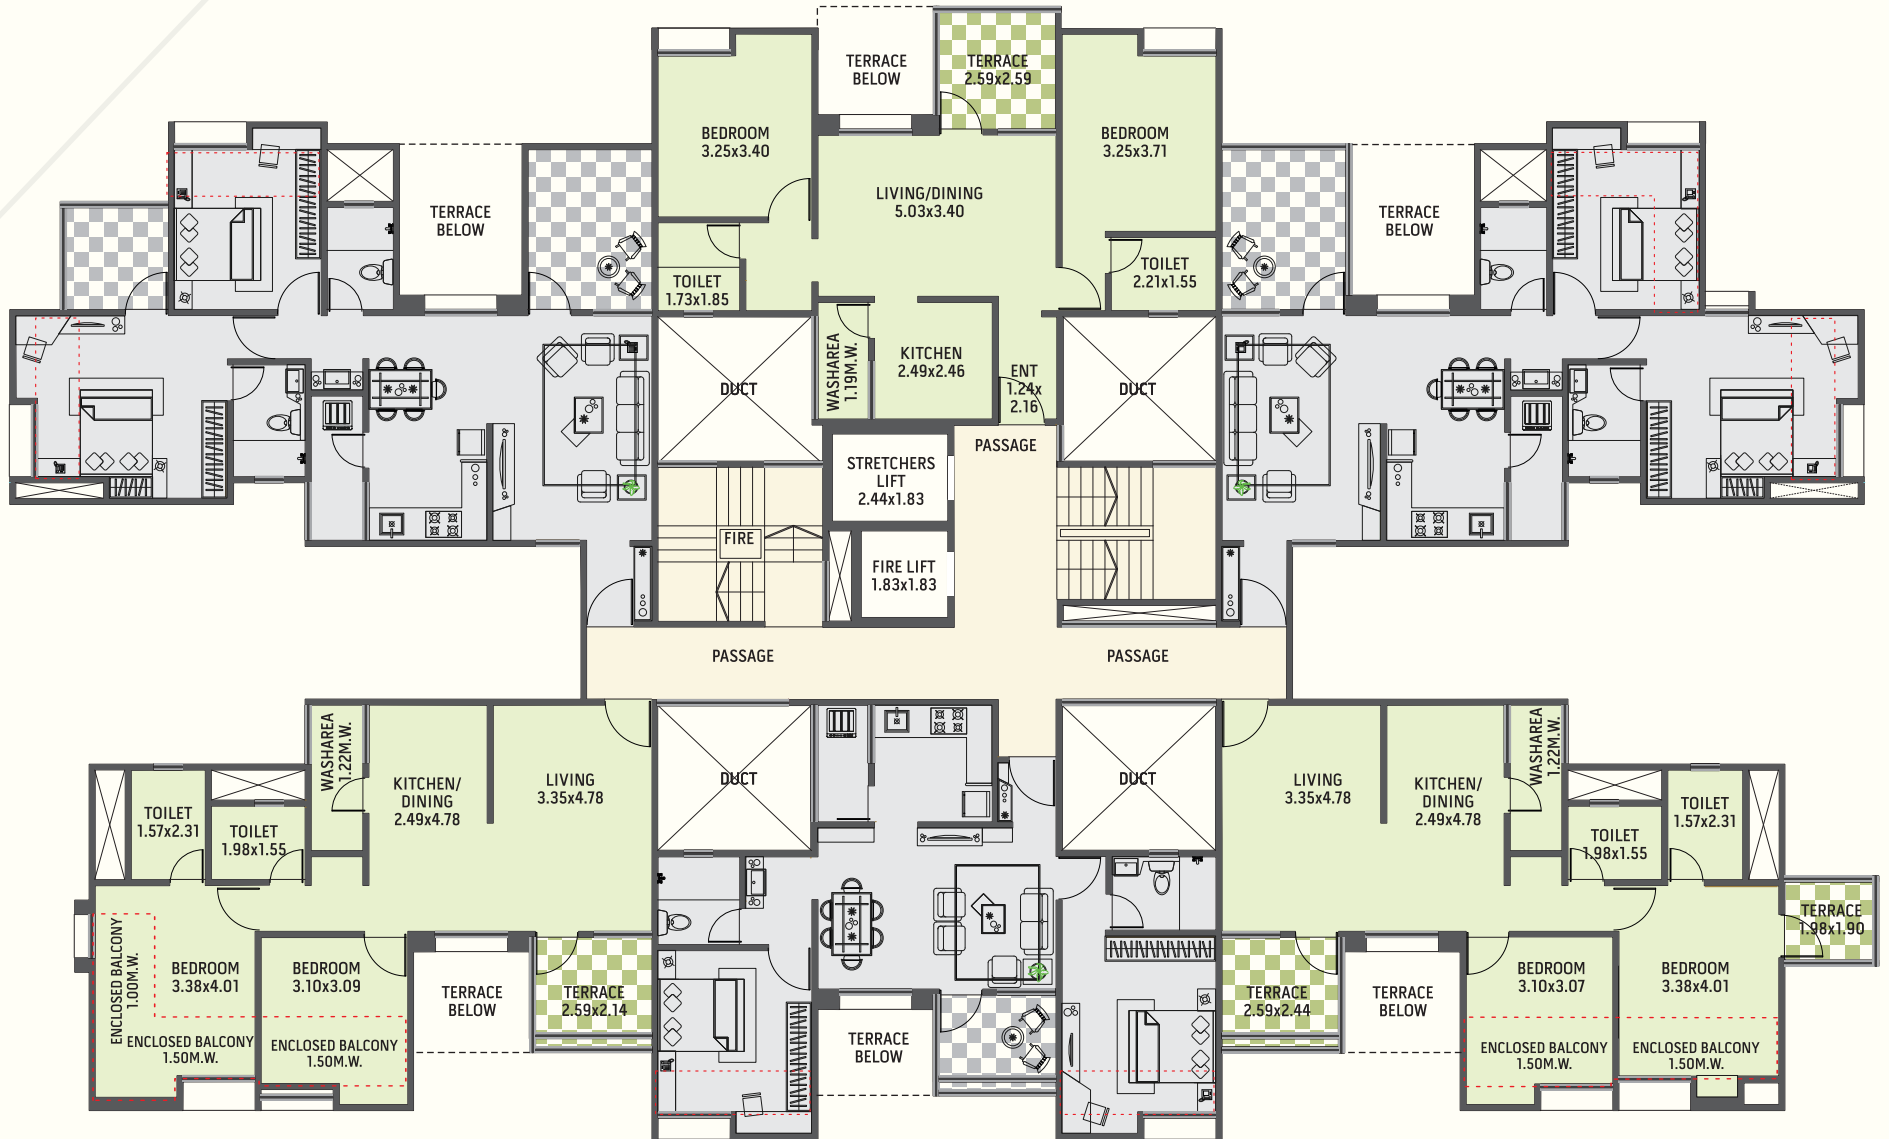 TERRACE
BELOW
TERRACE
2.59x2.59
BEDROOM
3.25x3.40
BEDROOM
3.25x3.71
LIVING/DINING
5.03x3.40
TERRACE
BELOW
TERRACE
BELOW
TOILET
1.73x1.85
TOILET
2.21x1.55
WASHAREA
1.19M.W.
KITCHEN
2.49x2.46
ENT
1.24x
2.16
DUCT
DUCT
PASSAGE
STRETCHERS
LIFT
2.44x1.83
FIRE
FIRE LIFT
1.83x1.83
PASSAGE
PASSAGE
WASHAREA
1.22M.W.
KITCHEN/
DINING
2.49x4.78
LIVING
3.35x4.78
DUCT
DUCT
LIVING
3.35x4.78
KITCHEN/
DINING
2.49x4.78
WASHAREA
1.22M.W.
TOILET
1.57x2.31
TOILET
1.98x1.55
TOILET
1.98x1.55
TOILET
1.57x2.31
TERRACE
1.98x1.90
ENCLOSED BALCONY
1.00M.W.
BEDROOM
3.38x4.01
BEDROOM
3.10x3.09
TERRACE
BELOW
TERRACE
2.59x2.14
TERRACE
2.59x2.44
TERRACE
BELOW
BEDROOM
3.10x3.07
BEDROOM
3.38x4.01
ENCLOSED BALCONY
1.50M.W.
ENCLOSED BALCONY
1.50M.W.
TERRACE
BELOW
ENCLOSED BALCONY
1.50M.W.
ENCLOSED BALCONY
1.50M.W.